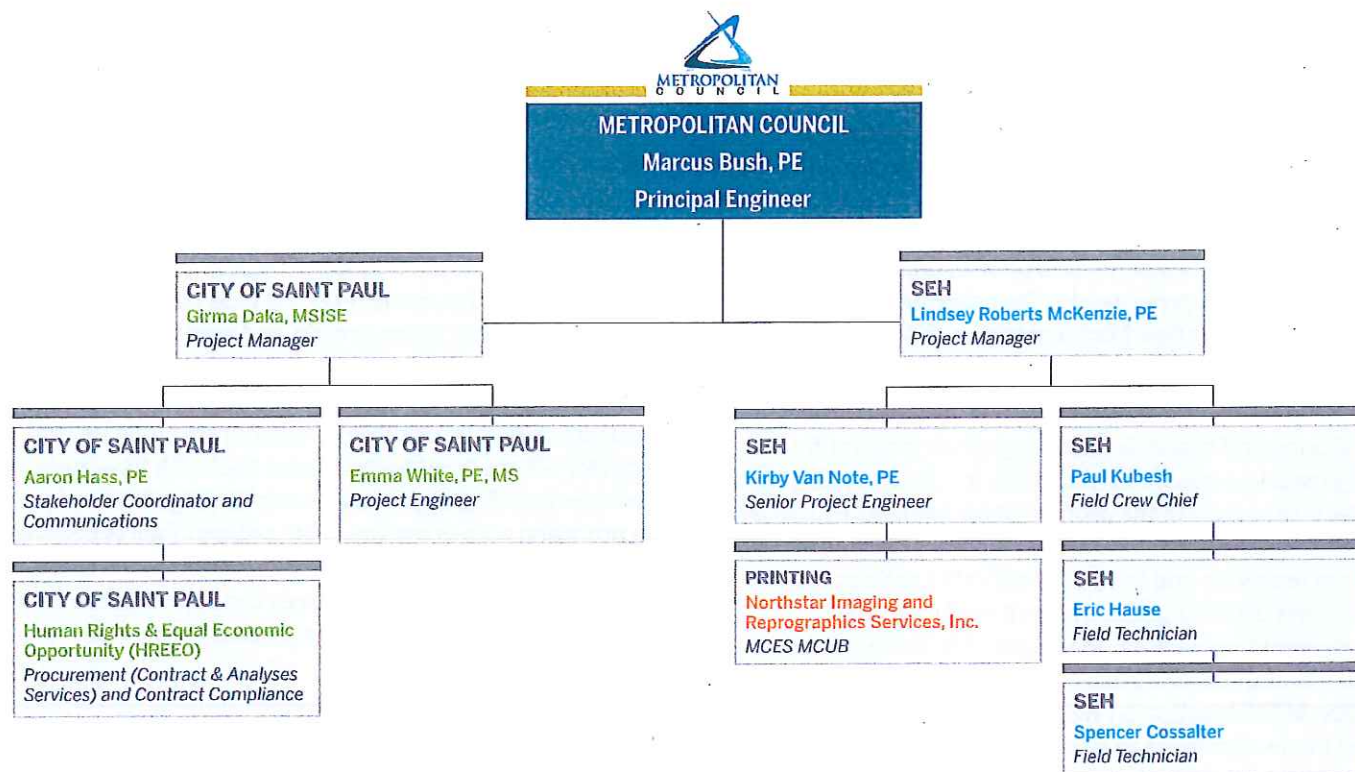 METROPOLITAN
COUNCIL
METROPOLITAN COUNCIL
Marcus Bush, PE
Principal Engineer
CITY OF SAINT PAUL
Girma Daka, MSISE
Project Manager
SEH
Lindsey Roberts McKenzie, PE
Project Manager
CITY OF SAINT PAUL
Aaron Hass, PE
Stakeholder Coordinator and
Communications
CITY OF SAINT PAUL
Emma White, PE, MS
Project Engineer
SEH
Kirby Van Note, PE
Senior Project Engineer
SEH
Paul Kubesh
Field Crew Chief
CITY OF SAINT PAUL
Human Rights & Equal Economic
Opportunity (HREEO)
Procurement (Contract & Analyses
Services) and Contract Compliance
PRINTING
Northstar Imaging and
Reprographics Services, Inc.
MCES MCUB
SEH
Eric Hause
Field Technician
SEH
Spencer Cossalter
Field Technician